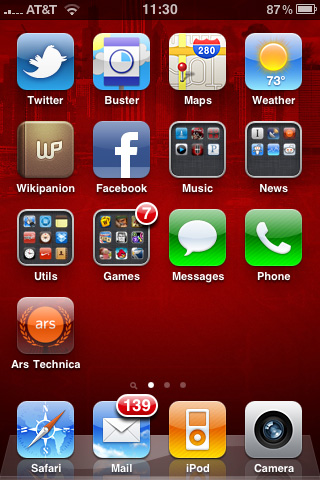 AT&T 11:30 87%
280
73°
Twitter Buster Maps Weather
WP
f
Wikipanion Facebook Music News
7
Utils Games Messages Phone
ars
Ars Technica
139
Safari Mail iPod Camera